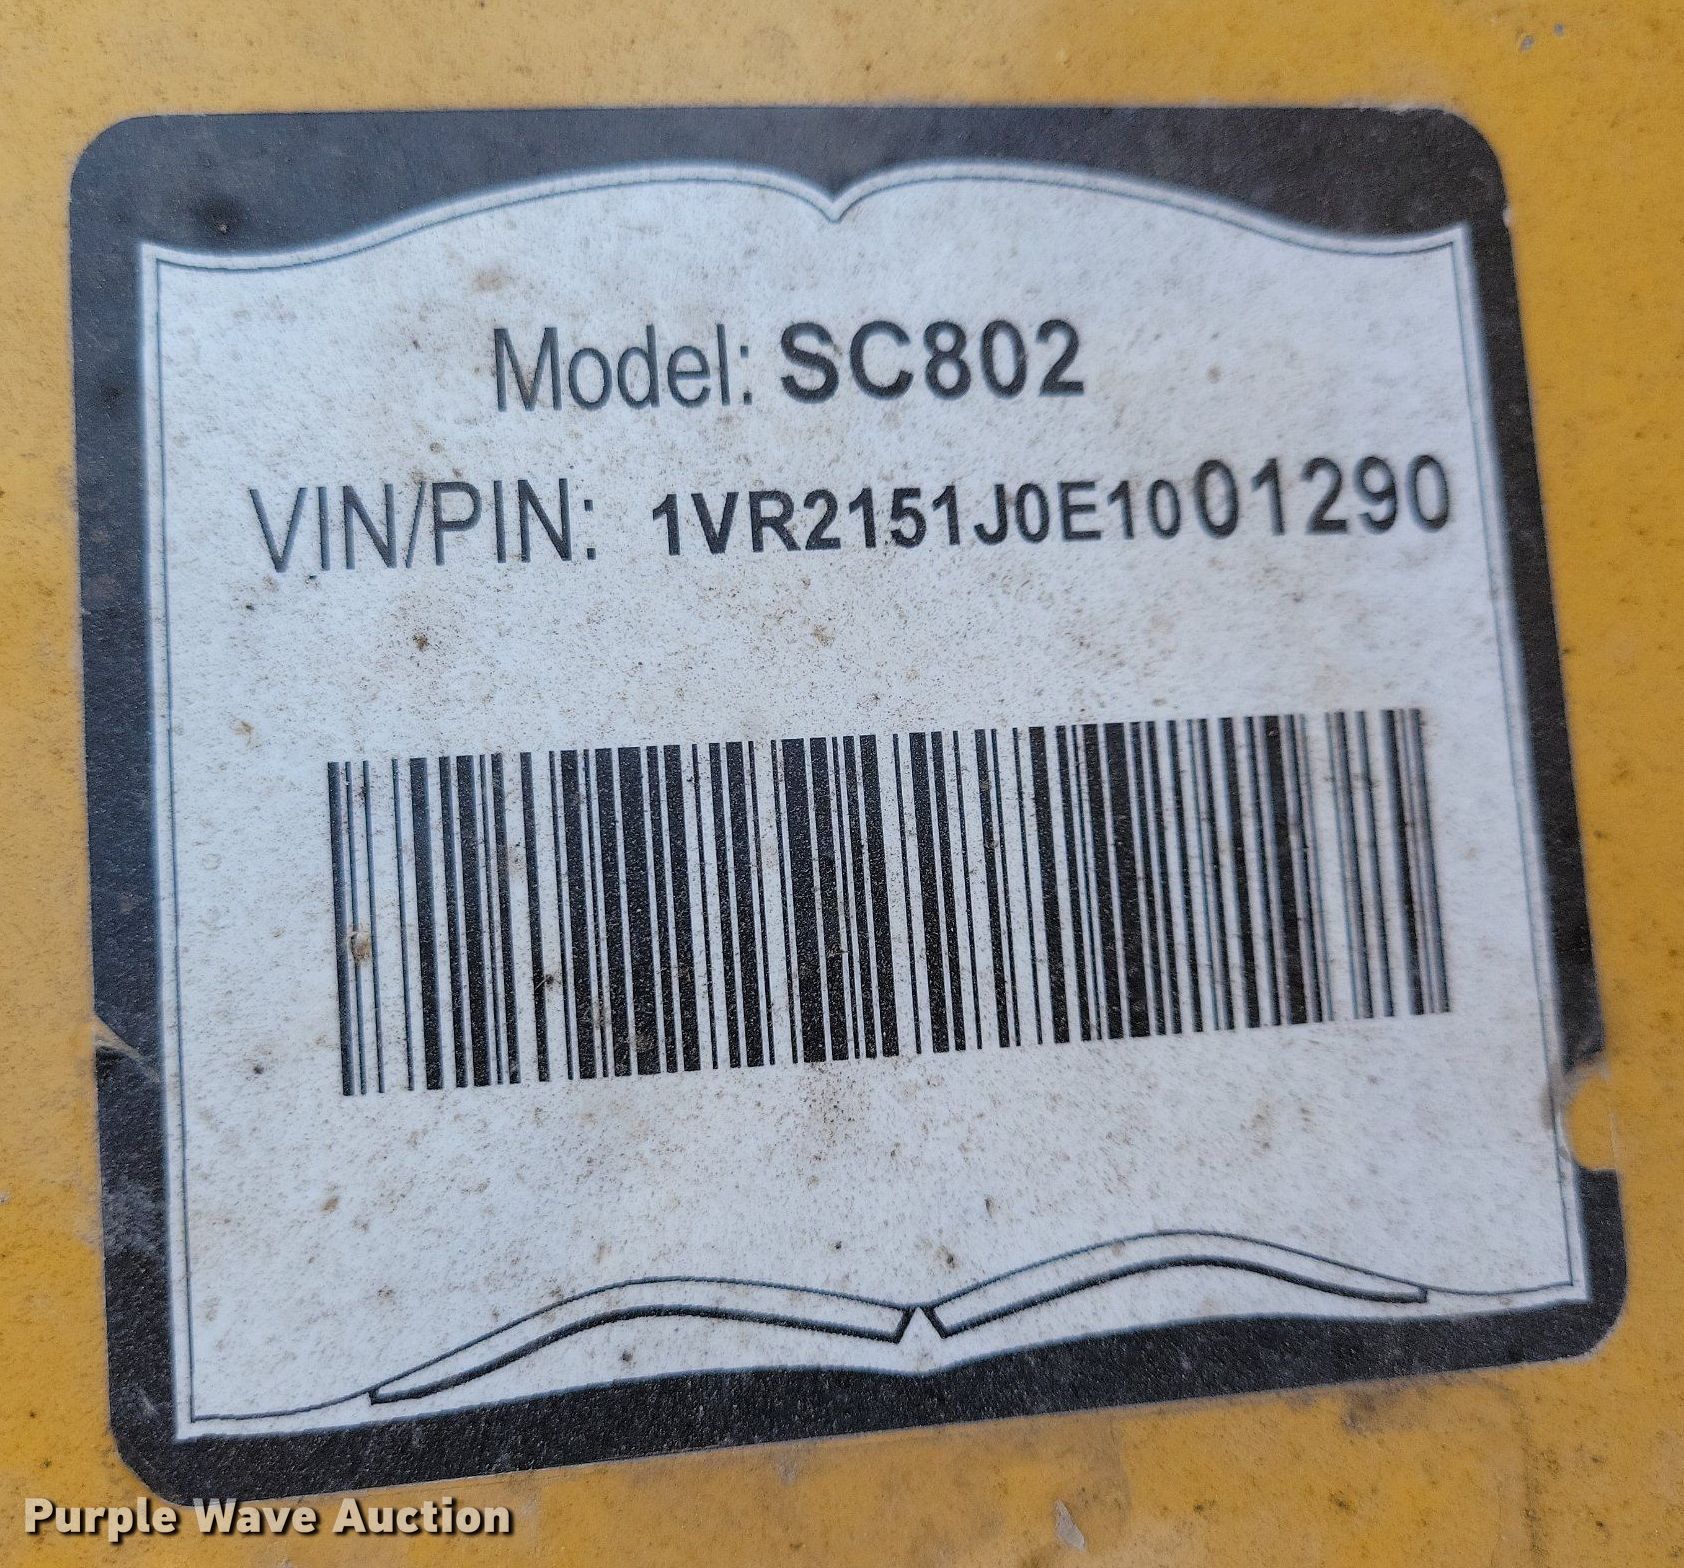 Model: SC802
VIN/PIN: 1VR2151J0E1001290
Purple Wave Auction